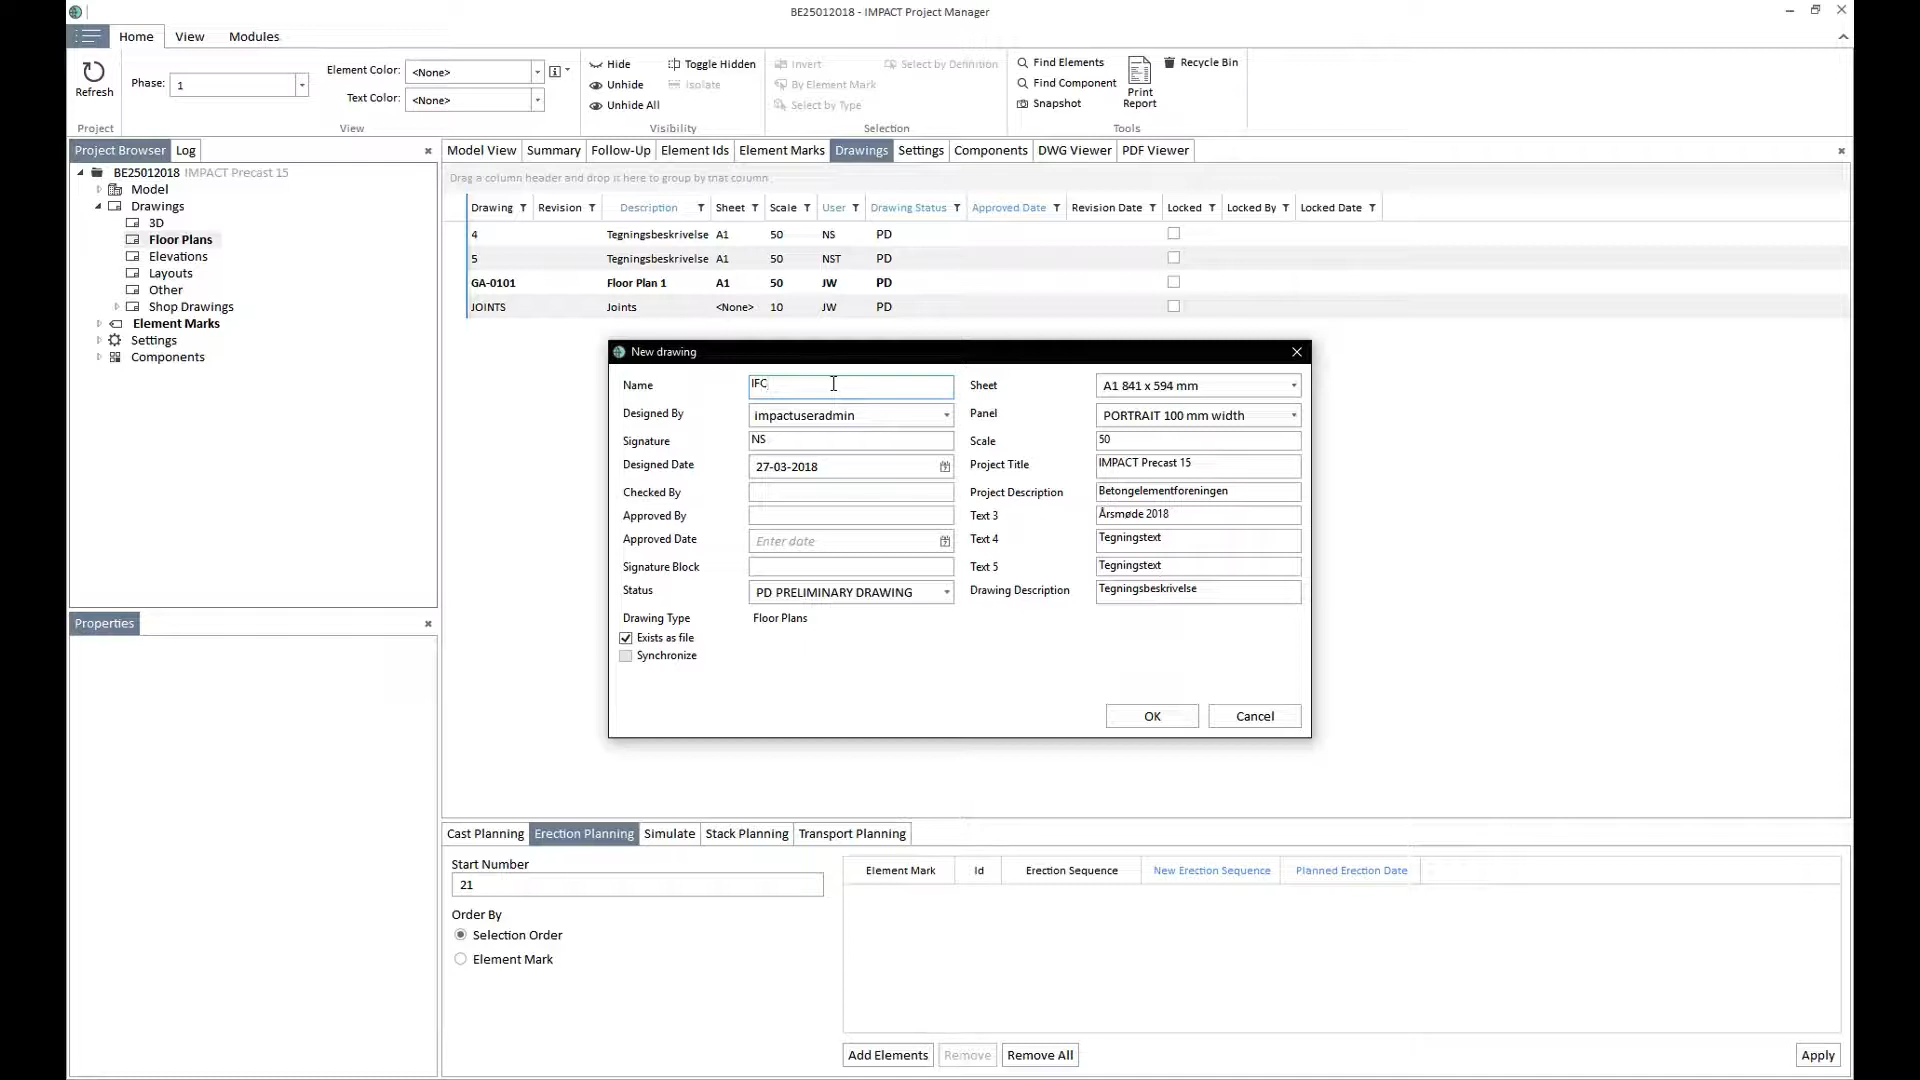 BE25012018 - IMPACT Project Manager
Home View Modules
Refresh
Phase: 1
Element Color: <None>
Text Color: <None>
Hide Toggle Hidden
Unhide Isolate
Unhide All
Invert Select by Definition
By Element Mark
Select by Type
Find Elements
Find Component
Snapshot
Print
Report
Recycle Bin
Project View Visibility Selection Tools
Project Browser Log
Model View Summary Follow-Up Element Ids Element Marks Drawings Settings Components DWG Viewer PDF Viewer
BE25012018 IMPACT Precast 15
Model
Drawings
3D
Floor Plans
Elevations
Layouts
Other
Shop Drawings
Element Marks
Settings
Components
Properties
Drag a column header and drop it here to group by that column
Drawing Revision Description Sheet Scale User Drawing Status Approved Date Revision Date Locked Locked By Locked Date
4 Tegningsbeskrivelse A1 50 NS PD
5 Tegningsbeskrivelse A1 50 NST PD
GA-0101 Floor Plan 1 A1 50 JW PD
JOINTS Joints <None> 10 JW PD
New drawing
Name IFC Sheet A1 841 x 594 mm
Designed By impactuseradmin Panel PORTRAIT 100 mm width
Signature NS Scale 50
Designed Date 27-03-2018 Project Title IMPACT Precast 15
Checked By Project Description Betongelementforeningen
Approved By Text 3 Årsmøde 2018
Approved Date Enter date Text 4 Tegningstext
Signature Block Text 5 Tegningstext
Status PD PRELIMINARY DRAWING Drawing Description Tegningsbeskrivelse
Drawing Type Floor Plans
Exists as file
Synchronize
OK Cancel
Cast Planning Erection Planning Simulate Stack Planning Transport Planning
Start Number
21
Order By
Selection Order
Element Mark
Element Mark Id Erection Sequence New Erection Sequence Planned Erection Date
Add Elements Remove Remove All Apply